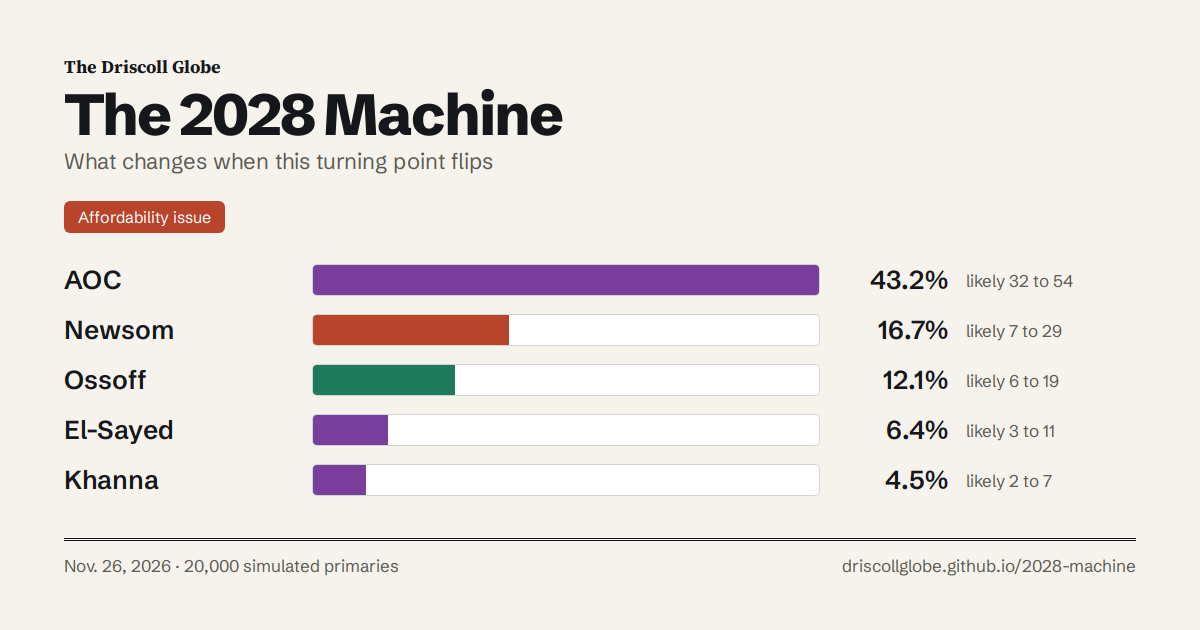 The Driscoll Globe
The 2028 Machine
What changes when this turning point flips
Affordability issue
AOC 43.2% likely 32 to 54
Newsom 16.7% likely 7 to 29
Ossoff 12.1% likely 6 to 19
El-Sayed 6.4% likely 3 to 11
Khanna 4.5% likely 2 to 7
Nov. 26, 2026 · 20,000 simulated primaries driscollglobe.github.io/2028-machine